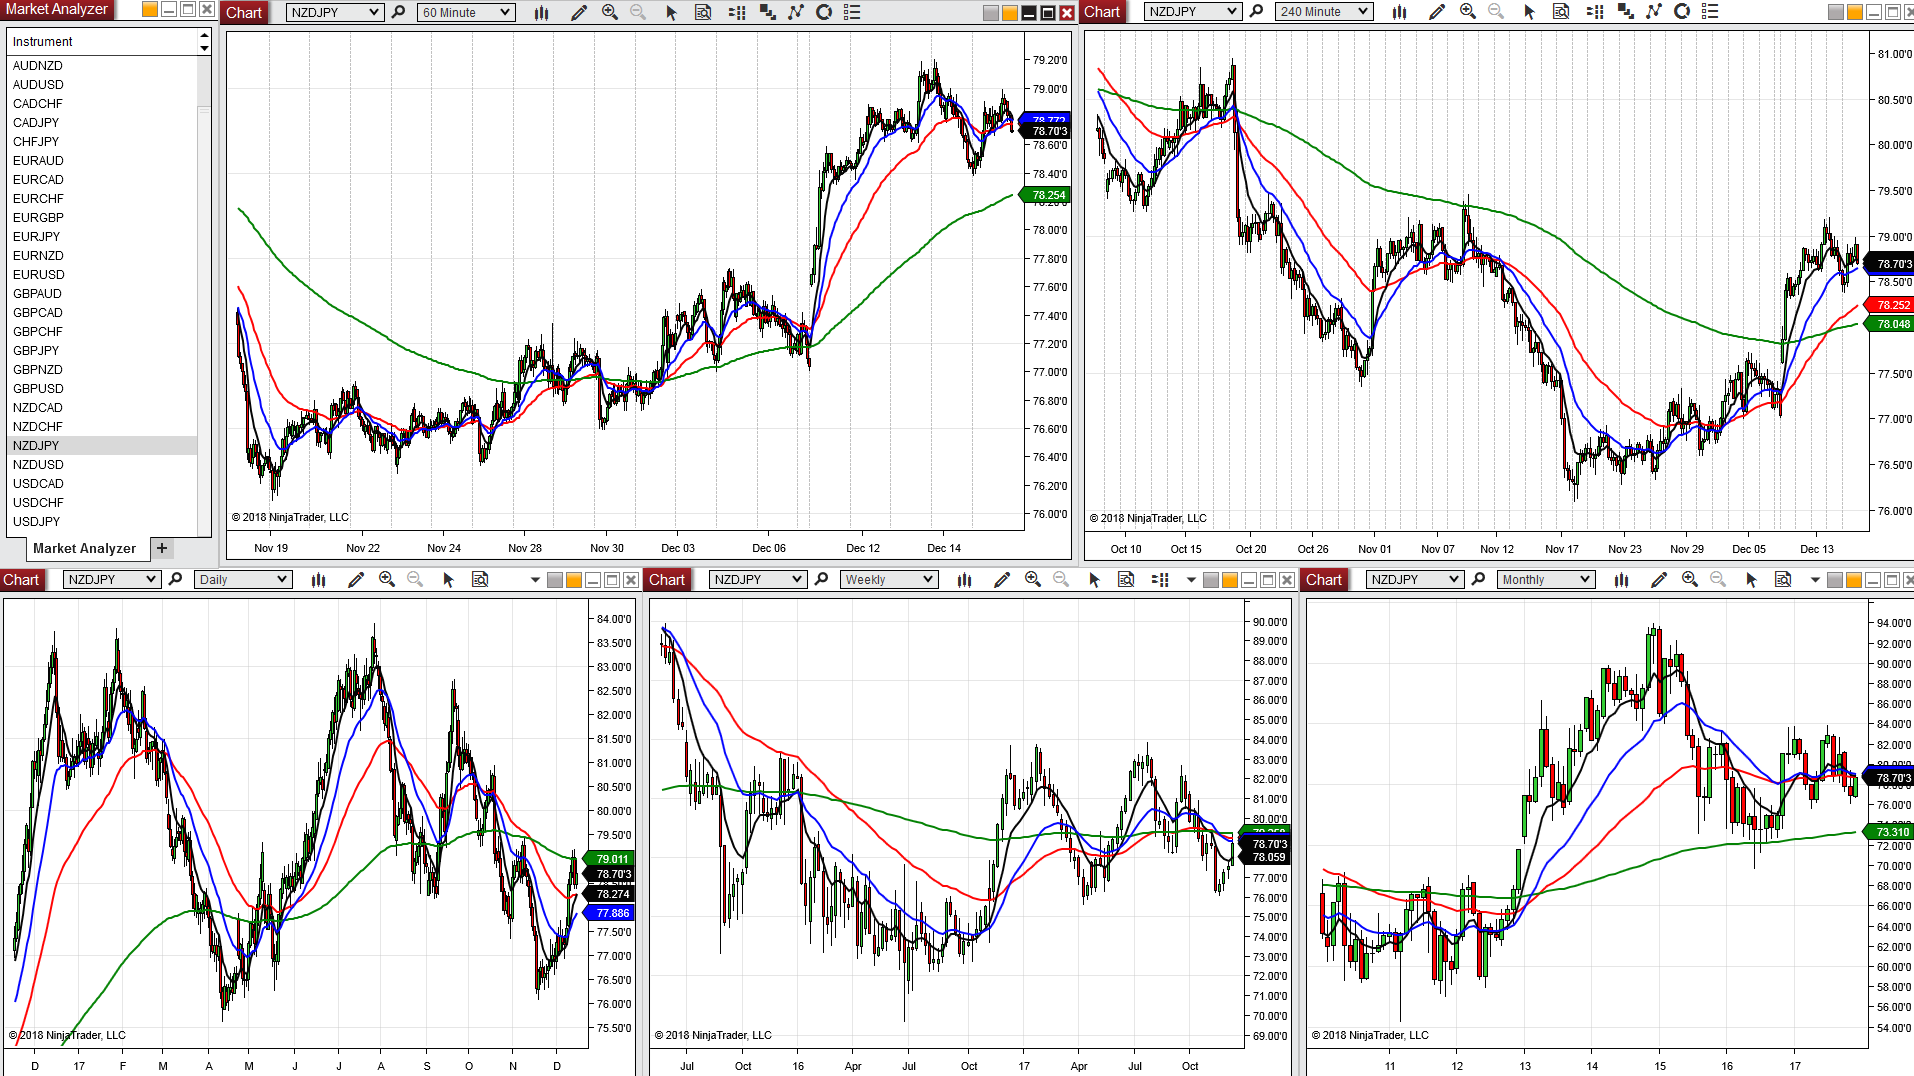 Market Analyzer
Instrument
AUDNZD
AUDUSD
CADCHF
CADJPY
CHFJPY
EURAUD
EURCAD
EURCHF
EURGBP
EURJPY
EURNZD
EURUSD
GBPAUD
GBPCAD
GBPCHF
GBPJPY
GBPNZD
GBPUSD
NZDCAD
NZDCHF
NZDJPY
NZDUSD
USDCAD
USDCHF
USDJPY
Market Analyzer +
Chart NZDJPY 60 Minute
79.20'0
79.00'0
78.772
78.70'3
78.60'0
78.40'0
78.254
78.20'0
78.00'0
77.80'0
77.60'0
77.40'0
77.20'0
77.00'0
76.80'0
76.60'0
76.40'0
76.20'0
76.00'0
© 2018 NinjaTrader, LLC
Nov 19 Nov 22 Nov 24 Nov 28 Nov 30 Dec 03 Dec 06 Dec 12 Dec 14
Chart NZDJPY 240 Minute
81.00'0
80.50'0
80.00'0
79.50'0
79.00'0
78.70'3
78.50'0
78.252
78.048
77.50'0
77.00'0
76.50'0
76.00'0
© 2018 NinjaTrader, LLC
Oct 10 Oct 15 Oct 20 Oct 26 Nov 01 Nov 07 Nov 12 Nov 17 Nov 23 Nov 29 Dec 05 Dec 13
Chart NZDJPY Daily
84.00'0
83.50'0
83.00'0
82.50'0
82.00'0
81.50'0
81.00'0
80.50'0
80.00'0
79.50'0
79.011
78.70'3
78.274
77.886
77.50'0
77.00'0
76.50'0
76.00'0
75.50'0
© 2018 NinjaTrader, LLC
D 17 F M A M J J A S O N D
Chart NZDJPY Weekly
90.00'0
89.00'0
88.00'0
87.00'0
86.00'0
85.00'0
84.00'0
83.00'0
82.00'0
81.00'0
80.00'0
78.70'3
78.059
77.00'0
76.00'0
75.00'0
74.00'0
73.00'0
72.00'0
71.00'0
70.00'0
69.00'0
© 2018 NinjaTrader, LLC
Jul Oct 16 Apr Jul Oct 17 Apr Jul Oct
Chart NZDJPY Monthly
94.00'0
92.00'0
90.00'0
88.00'0
86.00'0
84.00'0
82.00'0
78.70'3
76.00'0
73.310
72.00'0
70.00'0
68.00'0
66.00'0
64.00'0
62.00'0
60.00'0
58.00'0
56.00'0
54.00'0
© 2018 NinjaTrader, LLC
11 12 13 14 15 16 17